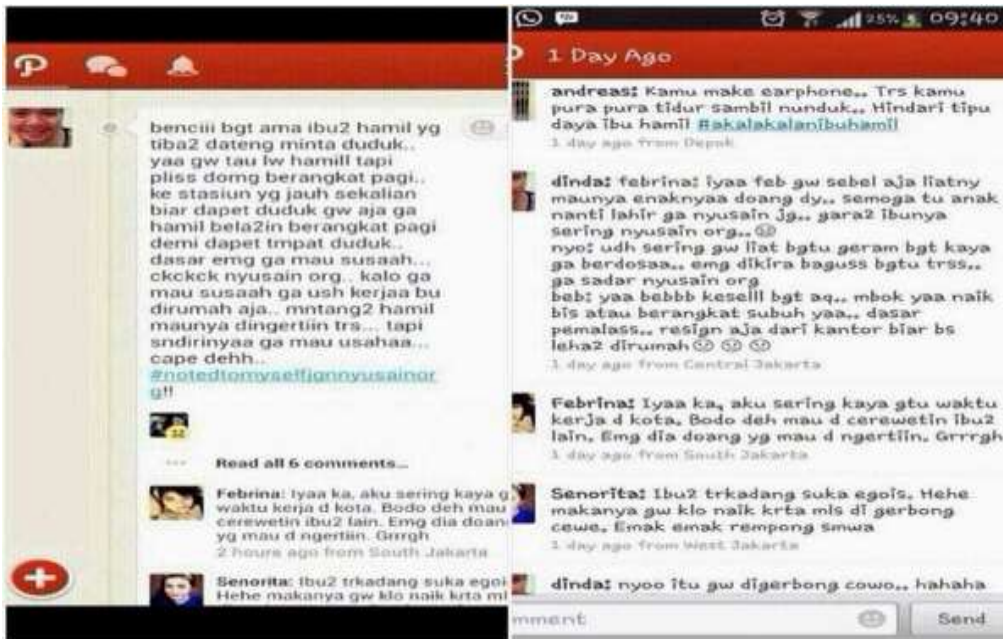 benciii bgt ama ibu2 hamil yg
tiba2 dateng minta duduk..
yaa gw tau lw hamill tapi
pliss domg berangkat pagi..
ke stasiun yg jauh sekalian
biar dapet duduk gw aja ga
hamil bela2in berangkat pagi
demi dapet tmpat duduk..
dasar emg ga mau susaah...
ckckck nyusain org.. kalo ga
mau susaah ga ush kerjaa bu
dirumah aja.. mntang2 hamil
maunya dingertiin trs... tapi
sndirinyaa ga mau usahaa...
cape dehh..
#notedtomyselfjgnnyusainor
g!!
Read all 6 comments...
Febrina: Iyaa ka, aku sering kaya g
waktu kerja d kota. Bodo deh mau
cerewetin ibu2 lain. Emg dia doan
yg mau d ngertiin. Grrrgh
2 hours ago from South Jakarta
Senorita: Ibu2 trkadang suka egoi
Hehe makanya gw klo naik krta ml
25% 09:40
1 Day Ago
andreas: Kamu make earphone.. Trs kamu
pura pura tidur sambil nunduk.. Hindari tipu
daya ibu hamil #akalakalanibuhamil
1 day ago from Depok
dinda: febrina: iyaa feb gw sebel aja liatny
maunya enaknyaa doang dy.. semoga tu anak
nanti lahir ga nyusain jg.. gara2 ibunya
sering nyusain org..
nyo: udh sering gw liat bgtu geram bgt kaya
ga berdosaa.. emg dikira baguss bgtu trss..
ga sadar nyusain org
beb: yaa bebbb keselll bgt aq.. mbok yaa naik
bis atau berangkat subuh yaa.. dasar
pemalass.. resign aja dari kantor biar bs
leha2 dirumah
1 day ago from Central Jakarta
Febrina: Iyaa ka, aku sering kaya gtu waktu
kerja d kota. Bodo deh mau d cerewetin ibu2
lain. Emg dia doang yg mau d ngertiin. Grrrgh
1 day ago from South Jakarta
Senorita: Ibu2 trkadang suka egois. Hehe
makanya gw klo naik krta mls di gerbong
cewe. Emak emak rempong smwa
1 day ago from West Jakarta
dinda: nyoo itu gw digerbong cowo.. hahaha
mment
Send